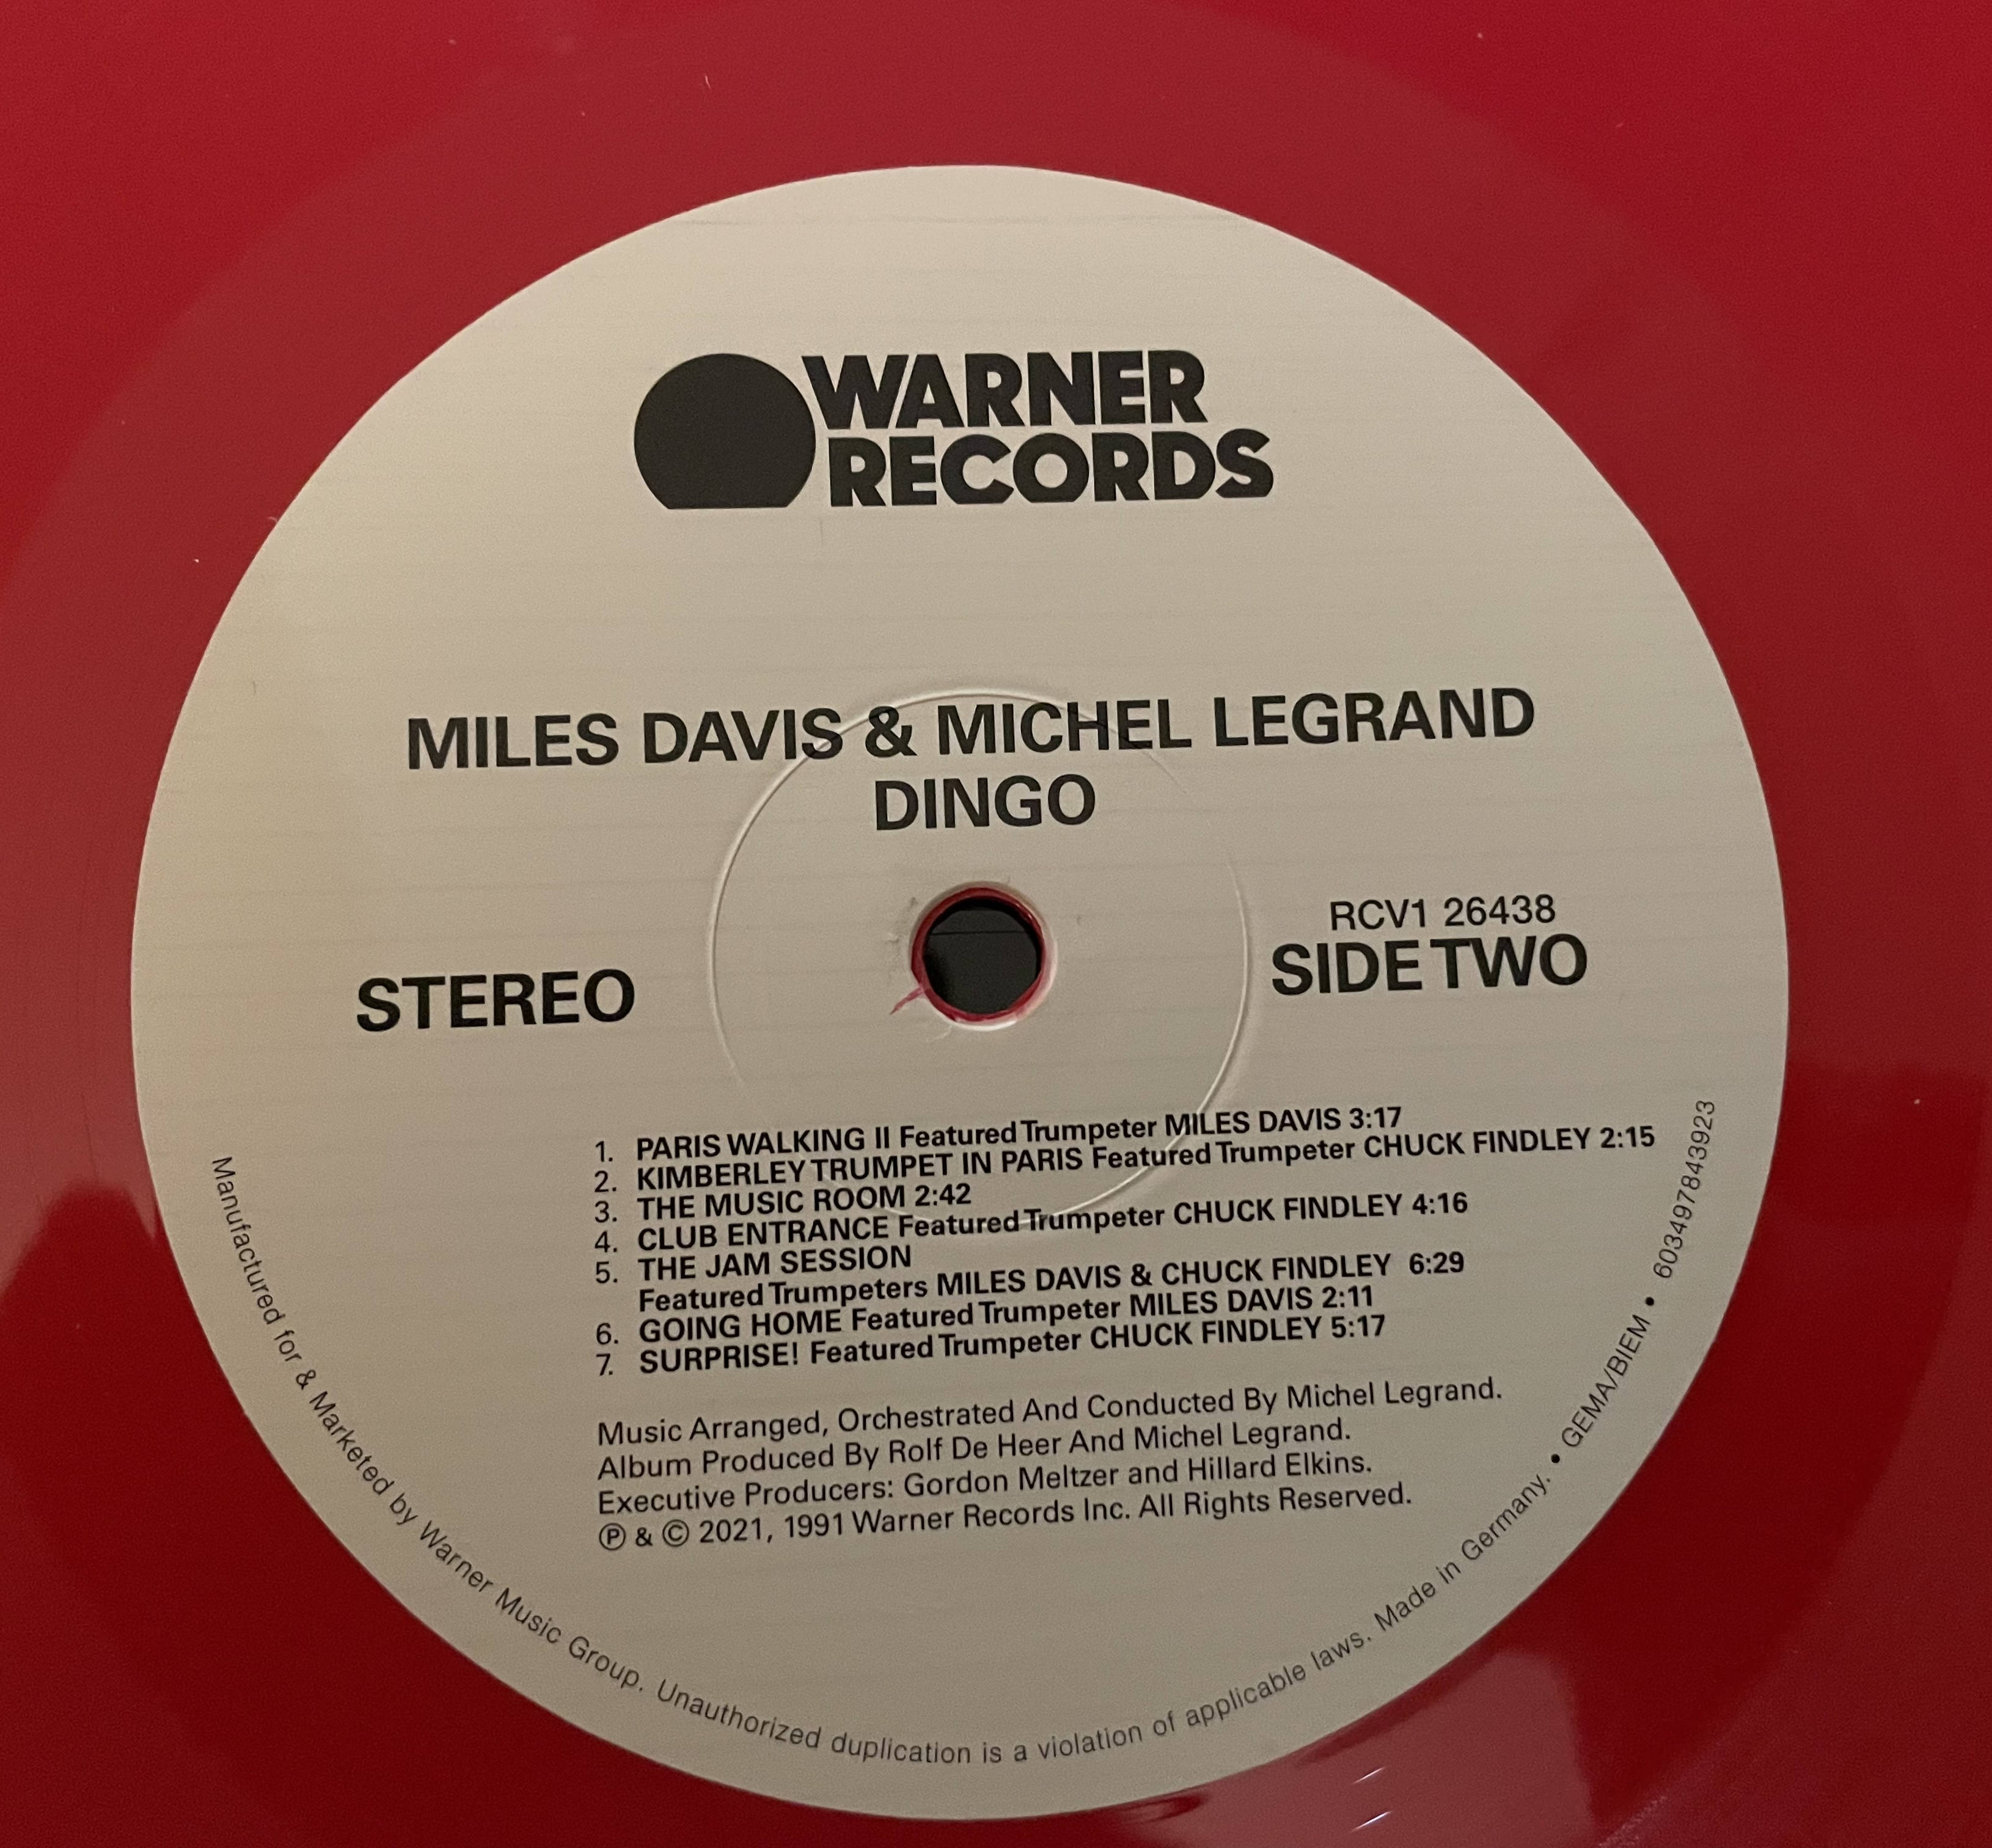 WARNER
RECORDS
MILES DAVIS & MICHEL LEGRAND
DINGO
STEREO
RCV1 26438
SIDE TWO
1. PARIS WALKING II Featured Trumpeter MILES DAVIS 3:17
2. KIMBERLEY TRUMPET IN PARIS Featured Trumpeter CHUCK FINDLEY 2:15
3. THE MUSIC ROOM 2:42
4. CLUB ENTRANCE Featured Trumpeter CHUCK FINDLEY 4:16
5. THE JAM SESSION
Featured Trumpeters MILES DAVIS & CHUCK FINDLEY 6:29
6. GOING HOME Featured Trumpeter MILES DAVIS 2:11
7. SURPRISE! Featured Trumpeter CHUCK FINDLEY 5:17
Music Arranged, Orchestrated And Conducted By Michel Legrand.
Album Produced By Rolf De Heer And Michel Legrand.
Executive Producers: Gordon Meltzer and Hillard Elkins.
℗ & © 2021, 1991 Warner Records Inc. All Rights Reserved.
Manufactured for & Marketed by Warner Music Group. Unauthorized duplication is a violation of applicable laws. Made in Germany. • GEMA/BIEM • 603497843923